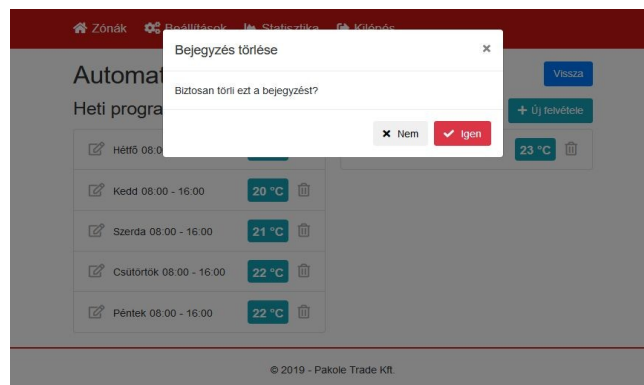 Zónák Beállítások Statisztika Kilépés
Bejegyzés törlése ×
Biztosan törli ezt a bejegyzést?
Nem Igen
Automat
Vissza
Heti progra
Új felvétele
Hétfő 08:0
23 °C
Kedd 08:00 - 16:00 20 °C
Szerda 08:00 - 16:00 21 °C
Csütörtök 08:00 - 16:00 22 °C
Péntek 08:00 - 16:00 22 °C
© 2019 - Pakole Trade Kft.